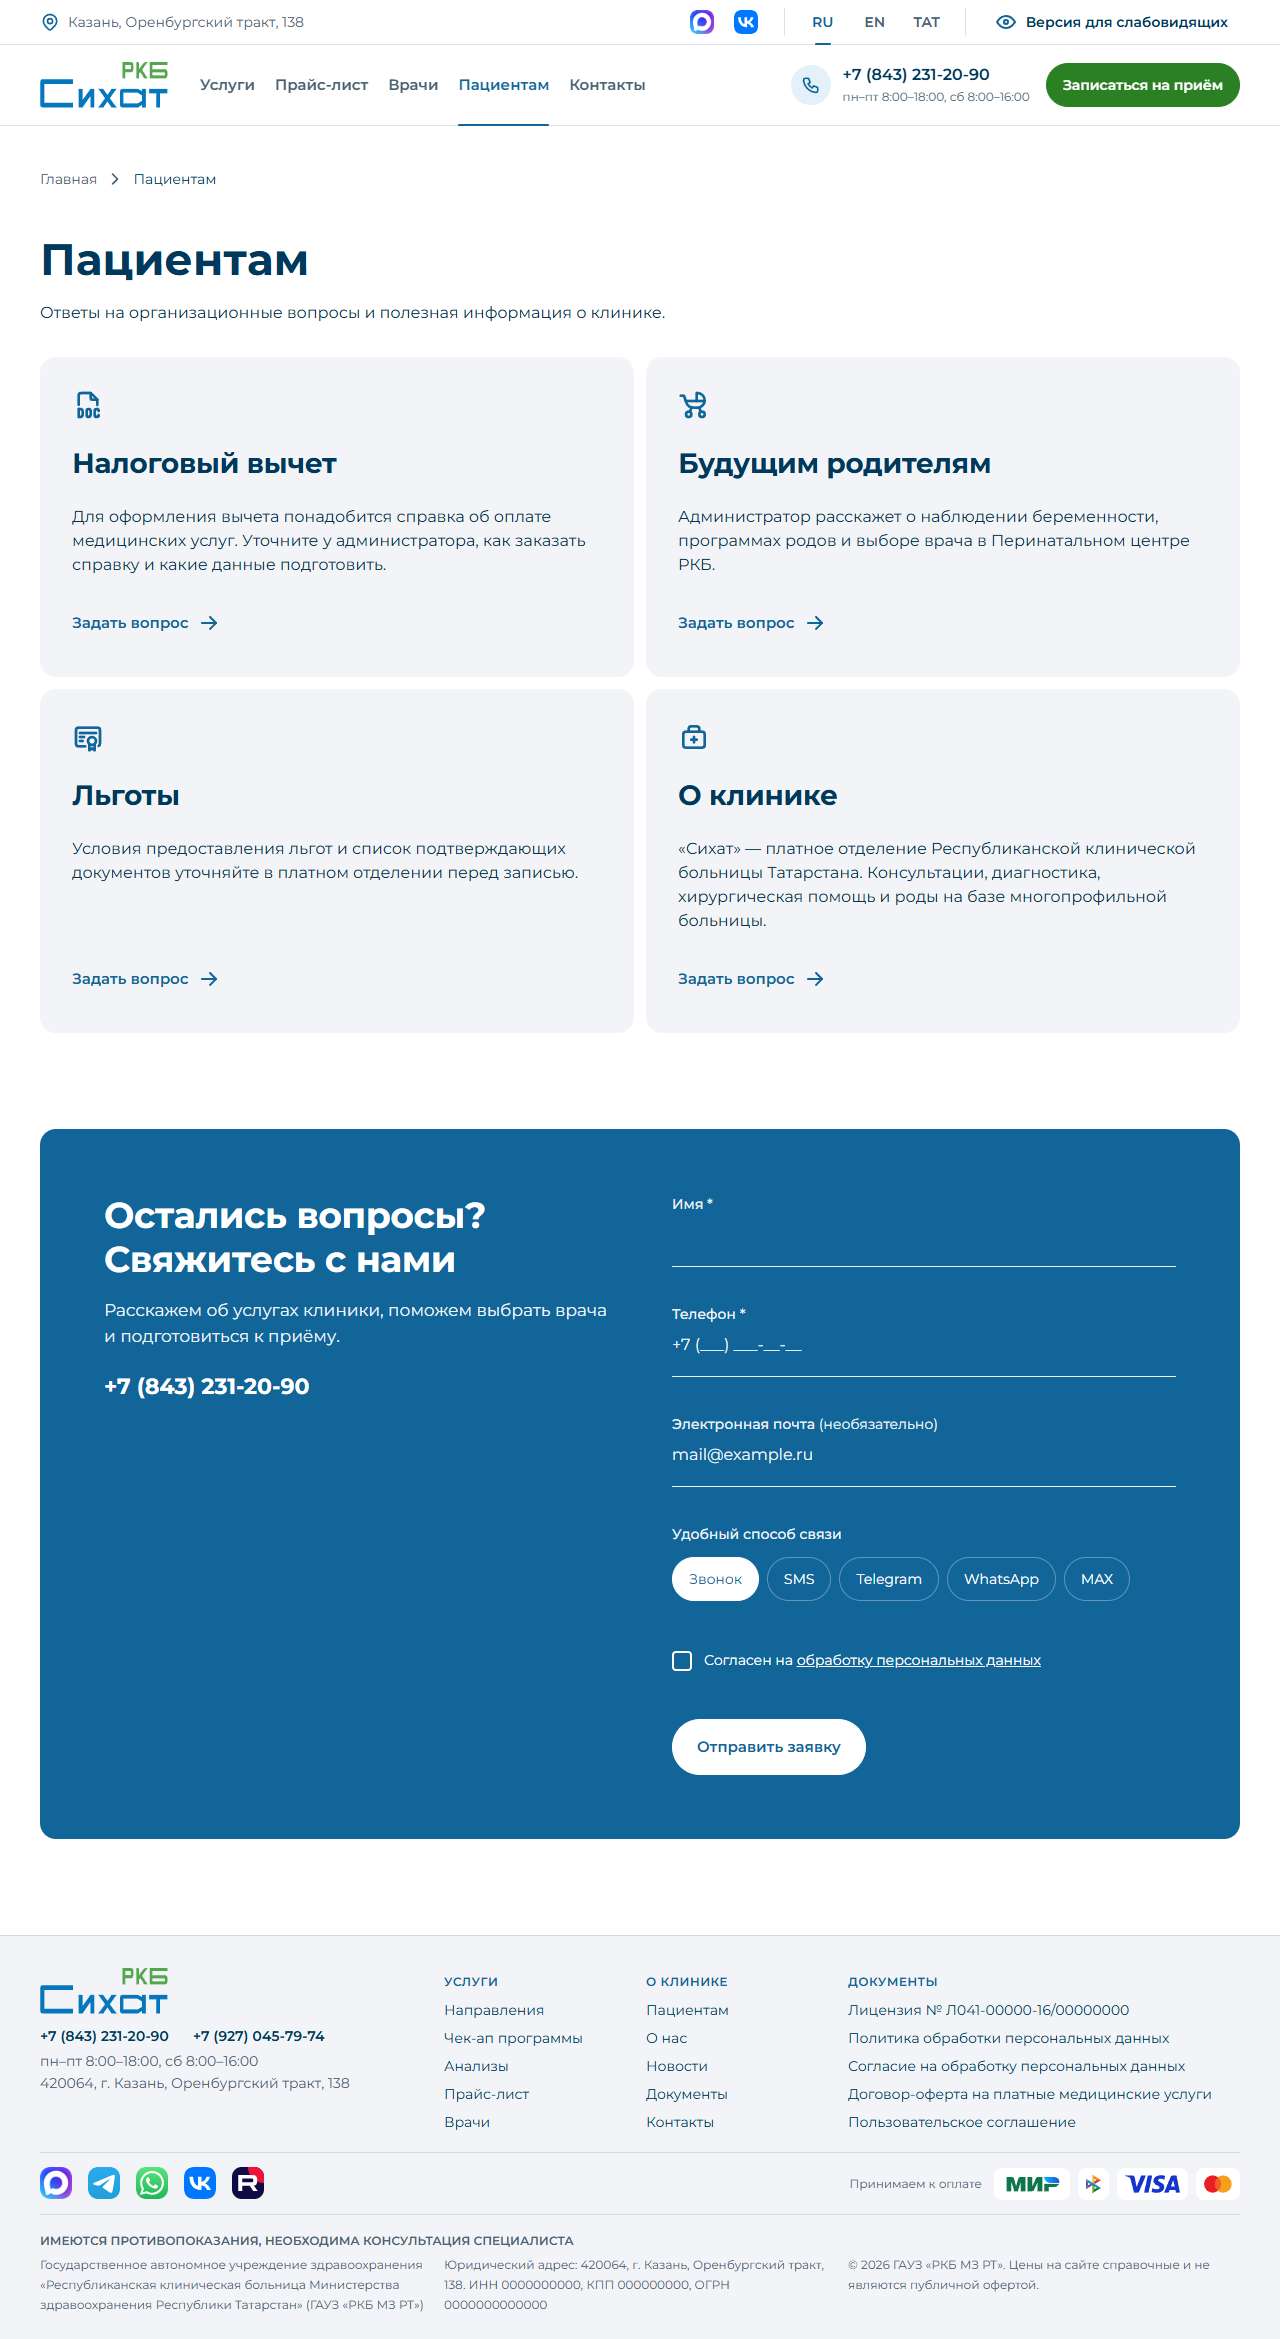 Казань, Оренбургский тракт, 138
RU EN ТАТ Версия для слабовидящих
РКБ
Сихат
Услуги Прайс-лист Врачи Пациентам Контакты
+7 (843) 231-20-90
пн–пт 8:00–18:00, сб 8:00–16:00
Записаться на приём
Главная Пациентам
Пациентам
Ответы на организационные вопросы и полезная информация о клинике.
DOC
Налоговый вычет
Для оформления вычета понадобится справка об оплате
медицинских услуг. Уточните у администратора, как заказать
справку и какие данные подготовить.
Задать вопрос
Будущим родителям
Администратор расскажет о наблюдении беременности,
программах родов и выборе врача в Перинатальном центре
РКБ.
Задать вопрос
Льготы
Условия предоставления льгот и список подтверждающих
документов уточняйте в платном отделении перед записью.
Задать вопрос
О клинике
«Сихат» — платное отделение Республиканской клинической
больницы Татарстана. Консультации, диагностика,
хирургическая помощь и роды на базе многопрофильной
больницы.
Задать вопрос
Остались вопросы?
Свяжитесь с нами
Расскажем об услугах клиники, поможем выбрать врача
и подготовиться к приёму.
+7 (843) 231-20-90
Имя *
Телефон *
+7 (___) ___-__-__
Электронная почта (необязательно)
mail@example.ru
Удобный способ связи
Звонок SMS Telegram WhatsApp MAX
Согласен на обработку персональных данных
Отправить заявку
РКБ
Сихат
+7 (843) 231-20-90 +7 (927) 045-79-74
пн–пт 8:00–18:00, сб 8:00–16:00
420064, г. Казань, Оренбургский тракт, 138
УСЛУГИ
Направления
Чек-ап программы
Анализы
Прайс-лист
Врачи
О КЛИНИКЕ
Пациентам
О нас
Новости
Документы
Контакты
ДОКУМЕНТЫ
Лицензия № Л041-00000-16/00000000
Политика обработки персональных данных
Согласие на обработку персональных данных
Договор-оферта на платные медицинские услуги
Пользовательское соглашение
Принимаем к оплате МИР VISA
ИМЕЮТСЯ ПРОТИВОПОКАЗАНИЯ, НЕОБХОДИМА КОНСУЛЬТАЦИЯ СПЕЦИАЛИСТА
Государственное автономное учреждение здравоохранения
«Республиканская клиническая больница Министерства
здравоохранения Республики Татарстан» (ГАУЗ «РКБ МЗ РТ»)
Юридический адрес: 420064, г. Казань, Оренбургский тракт,
138. ИНН 0000000000, КПП 000000000, ОГРН
0000000000000
© 2026 ГАУЗ «РКБ МЗ РТ». Цены на сайте справочные и не
являются публичной офертой.